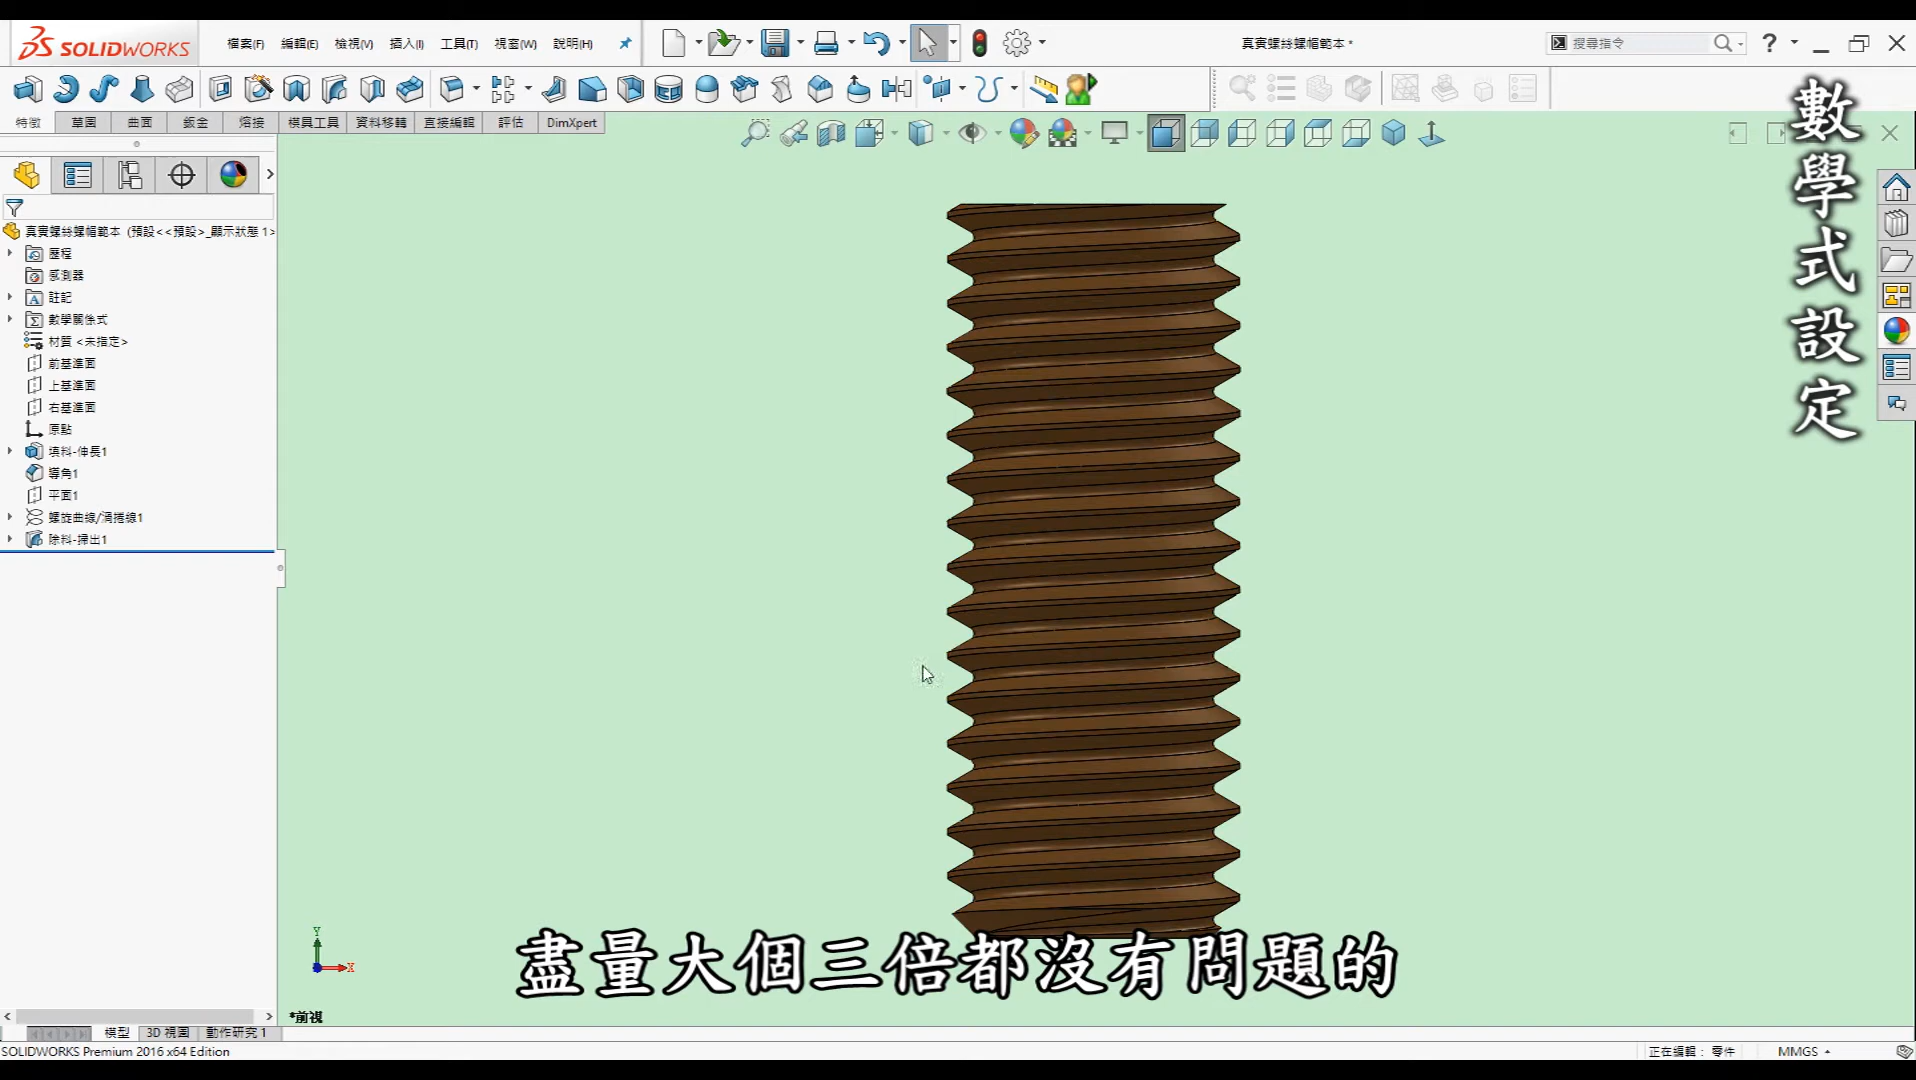 SOLIDWORKS
檔案(F)
編輯(E)
檢視(V)
插入(I)
工具(T)
視窗(W)
說明(H)
真實螺絲螺帽範本 *
搜尋指令
特徵
草圖
曲面
鈑金
熔接
模具工具
資料移轉
直接編輯
評估
DimXpert
數學式設定
真實螺絲螺帽範本 (預設<<預設>_顯示狀態 1>
歷程
感測器
註記
數學關係式
材質 <未指定>
前基準面
上基準面
右基準面
原點
填料-伸長1
導角1
平面1
螺旋曲線/渦捲線1
除料-掃出1
Y
X
盡量大個三倍都沒有問題的
*前視
模型
3D 視圖
動作研究 1
SOLIDWORKS Premium 2016 x64 Edition
正在編輯： 零件
MMGS